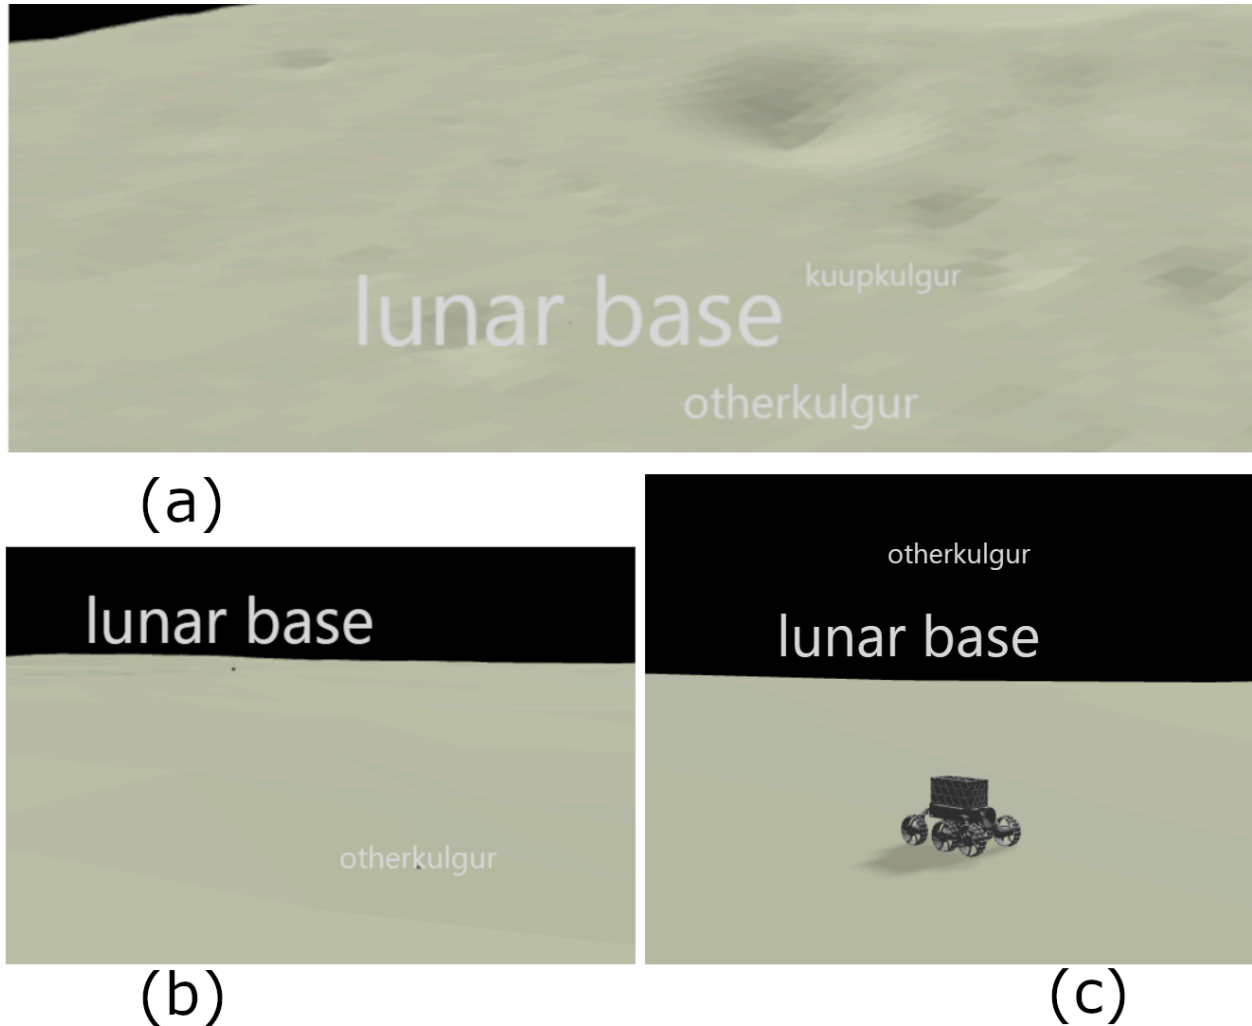 kuupkulgur
lunar base
otherkulgur
(a)
lunar base
otherkulgur
(b)
otherkulgur
lunar base
(c)